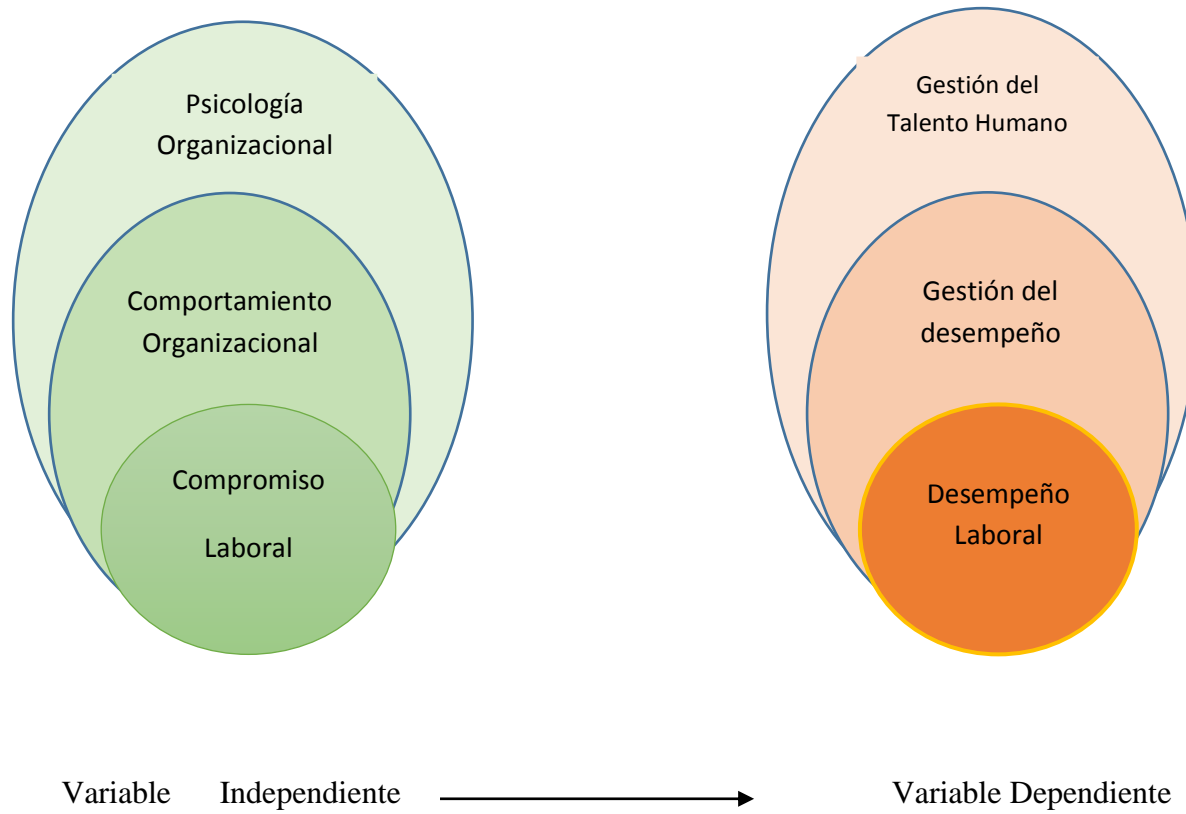 Psicología
Organizacional
Comportamiento
Organizacional
Compromiso
Laboral
Gestión del
Talento Humano
Gestión del
desempeño
Desempeño
Laboral
Variable Independiente
Variable Dependiente